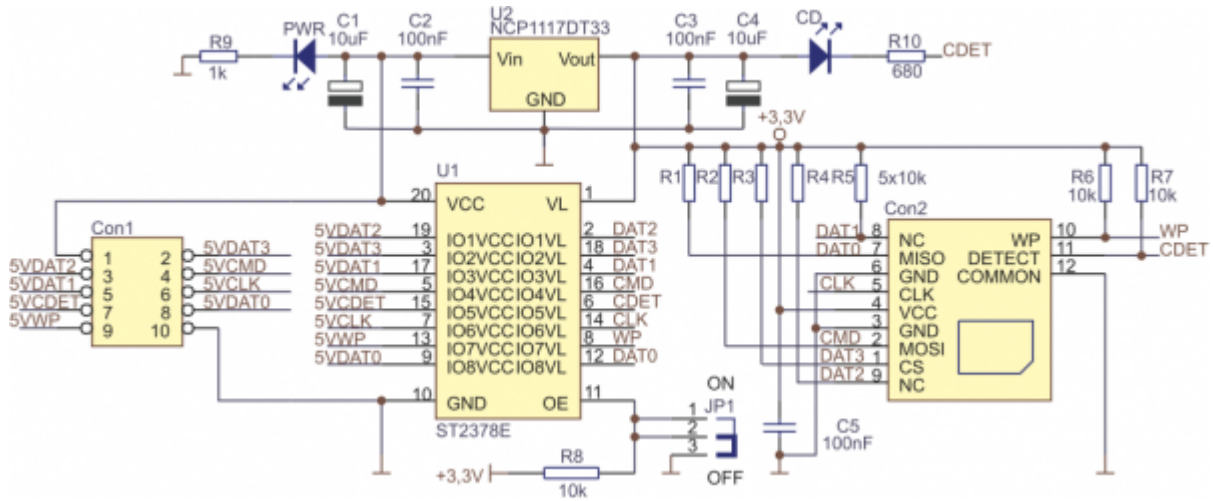 PWR
C1
10uF
C2
100nF
U2
NCP1117DT33
C3
100nF
C4
10uF
CD
R9
1k
Vin
Vout
GND
R10
680
CDET
+3,3V
U1
20
VCC
VL
1
R1
R2
R3
R4
R5
5x10k
R6
10k
R7
10k
Con1
5VDAT2
19
IO1VCC
IO1VL
2
DAT2
5VDAT3
3
IO2VCC
IO2VL
18
DAT3
5VDAT1
17
IO3VCC
IO3VL
4
DAT1
5VCMD
5
IO4VCC
IO4VL
16
CMD
5VCDET
15
IO5VCC
IO5VL
6
CDET
5VCLK
7
IO6VCC
IO6VL
14
CLK
5VWP
13
IO7VCC
IO7VL
8
WP
5VDAT0
9
IO8VCC
IO8VL
12
DAT0
10
GND
OE
11
ST2378E
1
2
5VDAT3
5VDAT2
3
4
5VCMD
5VDAT1
5
6
5VCLK
5VCDET
7
8
5VDAT0
5VWP
9
10
Con2
DAT1
8
NC
WP
10
WP
DAT0
7
MISO
DETECT
11
CDET
6
GND
COMMON
12
CLK
5
CLK
4
VCC
3
GND
CMD
2
MOSI
DAT3
1
CS
DAT2
9
NC
ON
1
JP1
2
3
OFF
C5
100nF
+3,3V
R8
10k